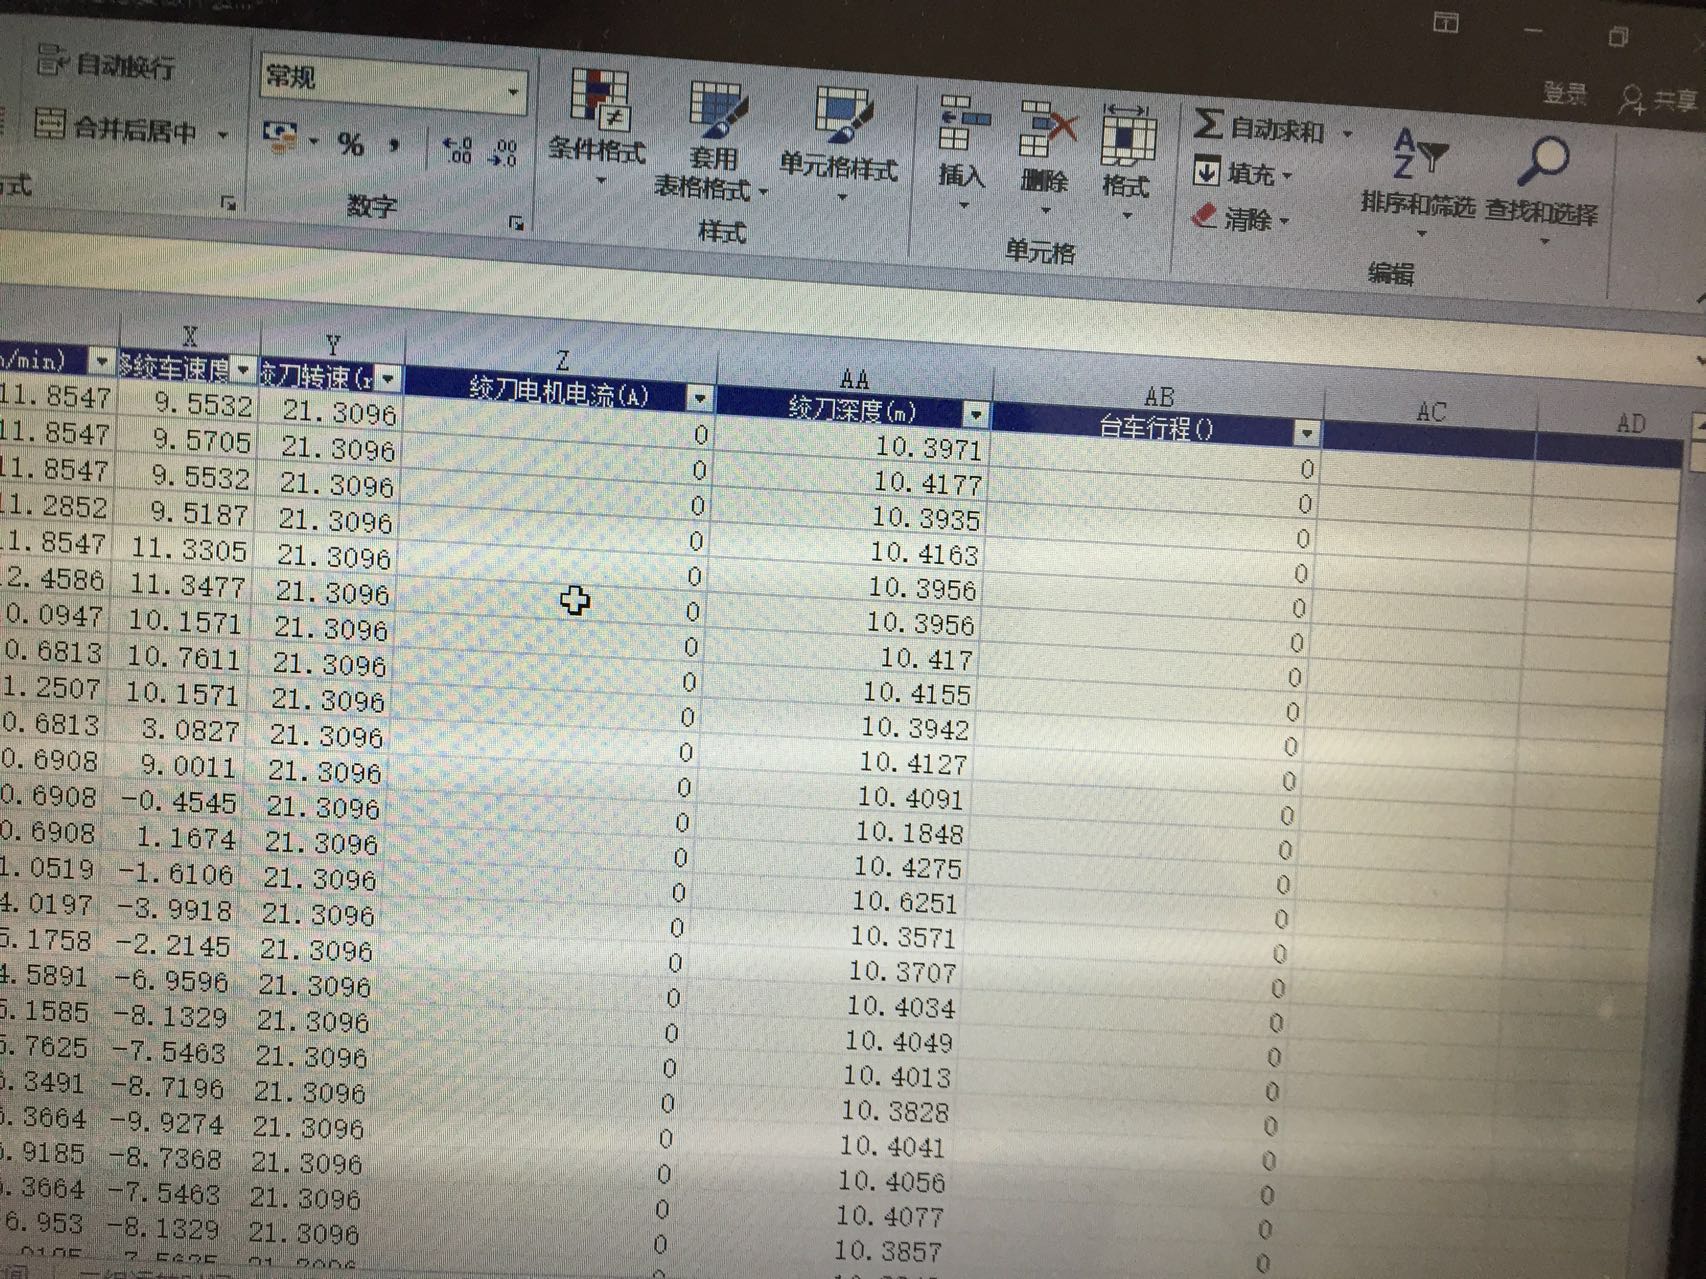 登录 共享
自动换行 常规
合并后居中 % , 条件格式 套用 表格格式 单元格样式 插入 删除 格式 自动求和 填充 清除 排序和筛选 查找和选择
数字 样式 单元格 编辑
X Y Z AA AB AC AD
/min) 绞车速度 刀转速( 绞刀电机电流(A) 绞刀深度(m) 台车行程()
11.8547 9.5532 21.3096 0 10.3971 0
11.8547 9.5705 21.3096 0 10.4177 0
11.8547 9.5532 21.3096 0 10.3935 0
11.2852 9.5187 21.3096 0 10.4163 0
11.8547 11.3305 21.3096 0 10.3956 0
2.4586 11.3477 21.3096 0 10.3956 0
0.0947 10.1571 21.3096 0 10.417 0
0.6813 10.7611 21.3096 0 10.4155 0
1.2507 10.1571 21.3096 0 10.3942 0
0.6813 3.0827 21.3096 0 10.4127 0
0.6908 9.0011 21.3096 0 10.4091 0
0.6908 -0.4545 21.3096 0 10.1848 0
0.6908 1.1674 21.3096 0 10.4275 0
1.0519 -1.6106 21.3096 0 10.6251 0
4.0197 -3.9918 21.3096 0 10.3571 0
5.1758 -2.2145 21.3096 0 10.3707 0
4.5891 -6.9596 21.3096 0 10.4034 0
5.1585 -8.1329 21.3096 0 10.4049 0
5.7625 -7.5463 21.3096 0 10.4013 0
.3491 -8.7196 21.3096 0 10.3828 0
.3664 -9.9274 21.3096 0 10.4041 0
.9185 -8.7368 21.3096 0 10.4056 0
.3664 -7.5463 21.3096 0 10.4077 0
6.953 -8.1329 21.3096 0 10.3857 0